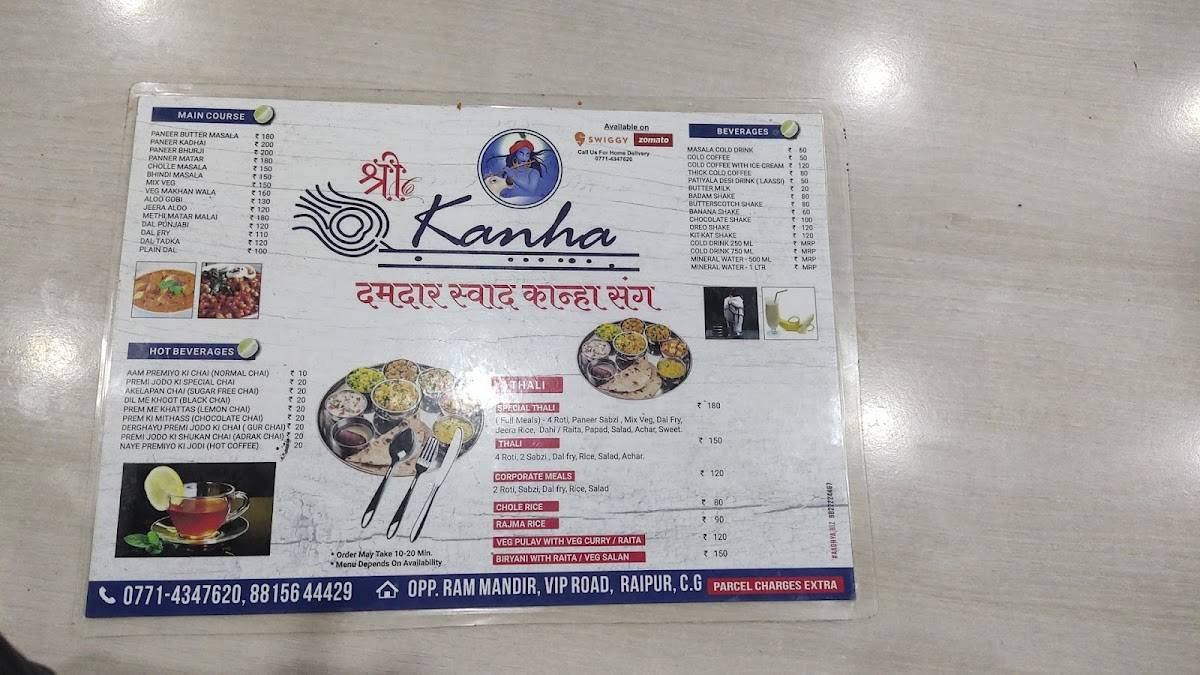 MAIN COURSE
PANEER BUTTER MASALA ₹ 180
PANEER KADHAI ₹ 200
PANEER BHURJI ₹ 200
PANNER MATAR ₹ 180
CHOLLE MASALA ₹ 150
BHINDI MASALA ₹ 150
MIX VEG ₹ 150
VEG MAKHAN WALA ₹ 160
ALOO GOBI ₹ 130
JEERA ALOO ₹ 120
METHI MATAR MALAI ₹ 180
DAL PUNJABI ₹ 120
DAL FRY ₹ 110
DAL TADKA ₹ 120
PLAIN DAL ₹ 100
HOT BEVERAGES
AAM PREMIYO KI CHAI (NORMAL CHAI) ₹ 10
PREMI JODO KI SPECIAL CHAI ₹ 20
AKELAPAN CHAI (SUGAR FREE CHAI) ₹ 20
DIL ME KHOOT (BLACK CHAI) ₹ 20
PREM ME KHATTAS (LEMON CHAI) ₹ 20
PREM KI MITHASS (CHOCOLATE CHAI) ₹ 20
DERGHAYU PREMI JODO KI CHAI ( GUR CHAI) ₹ 20
PREMI JODO KI SHUKAN CHAI (ADRAK CHAI) ₹ 20
NAYE PREMIYO KI JODI (HOT COFFEE) 20
श्री
Kanha
दमदार स्वाद कान्हा संग
Available on
SWIGGY zomato
Call Us For Home Delivery
0771-4347620
BEVERAGES
MASALA COLD DRINK ₹ 60
COLD COFFEE ₹ 50
COLD COFFEE WITH ICE-CREAM ₹ 120
THICK COLD COFFEE ₹ 80
PATIYALA DESI DRINK ( LAASSI) ₹ 50
BUTTER MILK ₹ 20
BADAM SHAKE ₹ 80
BUTTERSCOTCH SHAKE ₹ 80
BANANA SHAKE ₹ 60
CHOCOLATE SHAKE ₹ 100
OREO SHAKE ₹ 120
KIT-KAT SHAKE ₹ 120
COLD DRINK 250 ML ₹ MRP
COLD DRINK 750 ML ₹ MRP
MINERAL WATER - 500 ML ₹ MRP
MINERAL WATER - 1 LTR ₹ MRP
THALI
SPECIAL THALI ₹ 180
( Full Meals) - 4 Roti, Paneer Sabzi , Mix Veg, Dal Fry,
Jeera Rice, Dahi / Raita, Papad, Salad, Achar, Sweet.
THALI ₹ 150
4 Roti, 2 Sabzi , Dal fry, Rice, Salad, Achar.
CORPORATE MEALS ₹ 120
2 Roti, Sabzi, Dal fry, Rice, Salad
CHOLE RICE ₹ 80
RAJMA RICE ₹ 90
VEG PULAV WITH VEG CURRY / RAITA ₹ 120
BIRYANI WITH RAITA / VEG SALAN ₹ 150
* Order May Take 10-20 Min.
* Menu Depends On Availability
0771-4347620, 88156 44429 OPP. RAM MANDIR, VIP ROAD, RAIPUR, C.G PARCEL CHARGES EXTRA